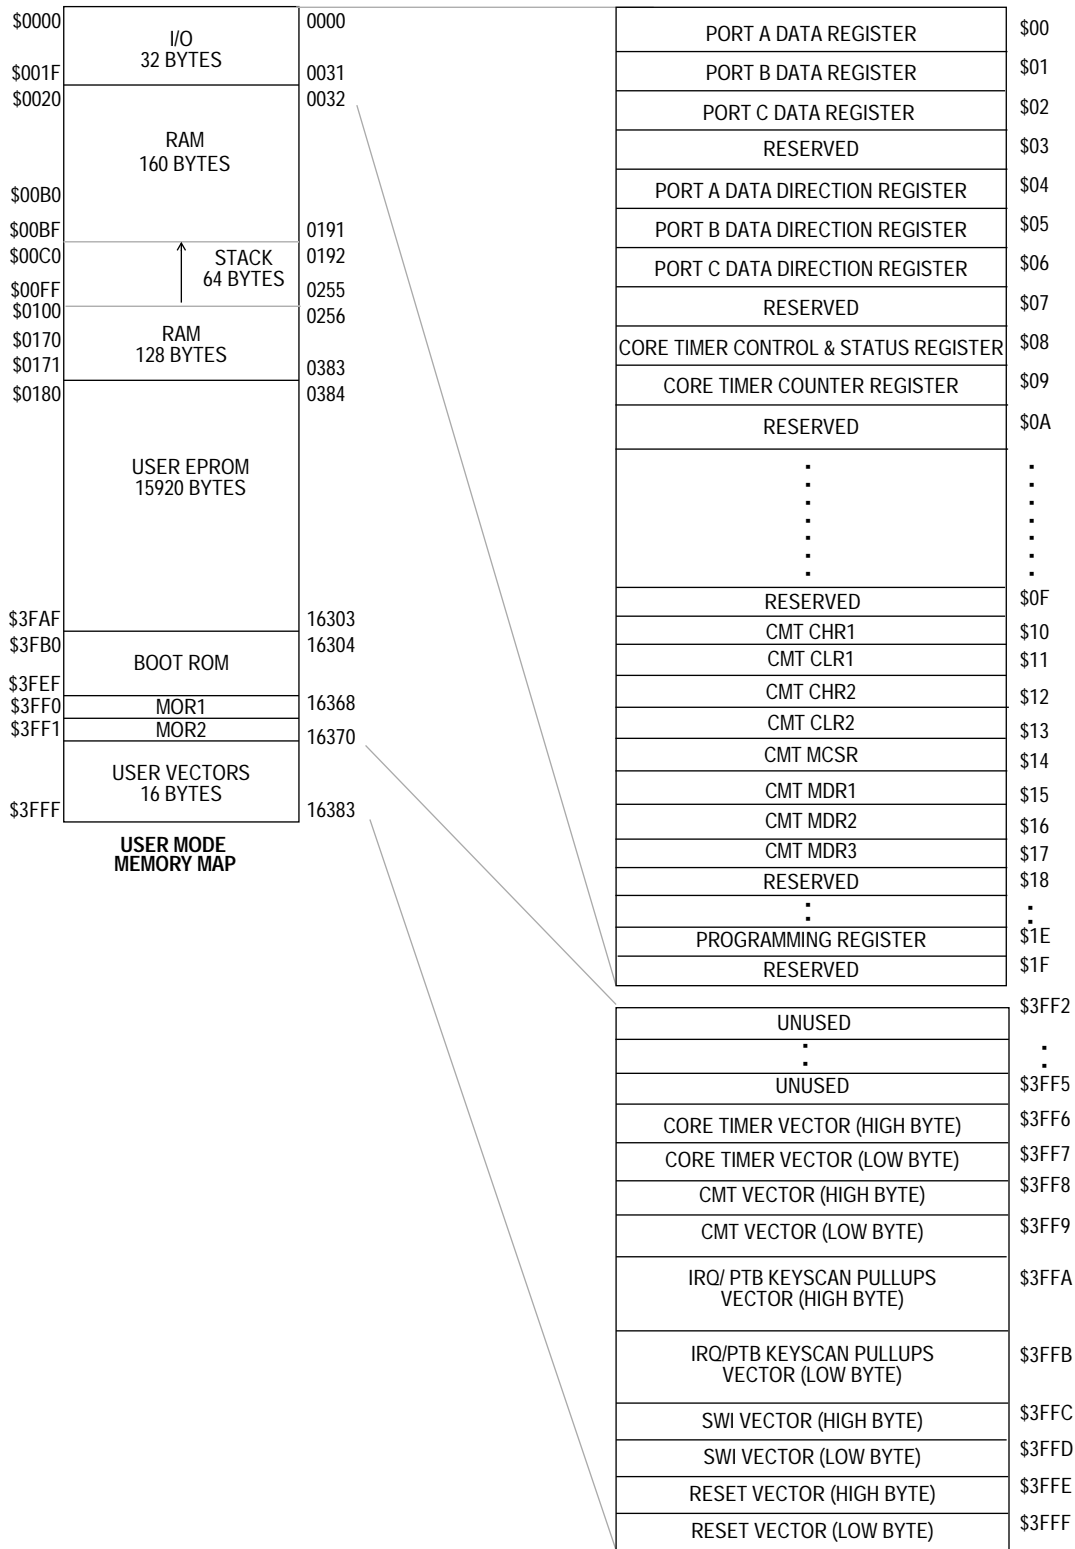 $0000
I/O
32 BYTES
0000
$001F
0031
$0020
0032
RAM
160 BYTES
$00B0
$00BF
0191
$00C0
STACK
64 BYTES
0192
$00FF
0255
$0100
0256
RAM
128 BYTES
$0170
$0171
0383
$0180
0384
USER EPROM
15920 BYTES
$3FAF
16303
$3FB0
16304
BOOT ROM
$3FEF
$3FF0
MOR1
16368
$3FF1
MOR2
16370
USER VECTORS
16 BYTES
$3FFF
16383
USER MODE
MEMORY MAP
PORT A DATA REGISTER $00
PORT B DATA REGISTER $01
PORT C DATA REGISTER $02
RESERVED $03
PORT A DATA DIRECTION REGISTER $04
PORT B DATA DIRECTION REGISTER $05
PORT C DATA DIRECTION REGISTER $06
RESERVED $07
CORE TIMER CONTROL & STATUS REGISTER $08
CORE TIMER COUNTER REGISTER $09
RESERVED $0A
RESERVED $0F
CMT CHR1 $10
CMT CLR1 $11
CMT CHR2 $12
CMT CLR2 $13
CMT MCSR $14
CMT MDR1 $15
CMT MDR2 $16
CMT MDR3 $17
RESERVED $18
PROGRAMMING REGISTER $1E
RESERVED $1F
UNUSED $3FF2
UNUSED $3FF5
CORE TIMER VECTOR (HIGH BYTE) $3FF6
CORE TIMER VECTOR (LOW BYTE) $3FF7
CMT VECTOR (HIGH BYTE) $3FF8
CMT VECTOR (LOW BYTE) $3FF9
IRQ/ PTB KEYSCAN PULLUPS $3FFA
VECTOR (HIGH BYTE)
IRQ/PTB KEYSCAN PULLUPS $3FFB
VECTOR (LOW BYTE)
SWI VECTOR (HIGH BYTE) $3FFC
SWI VECTOR (LOW BYTE) $3FFD
RESET VECTOR (HIGH BYTE) $3FFE
RESET VECTOR (LOW BYTE) $3FFF